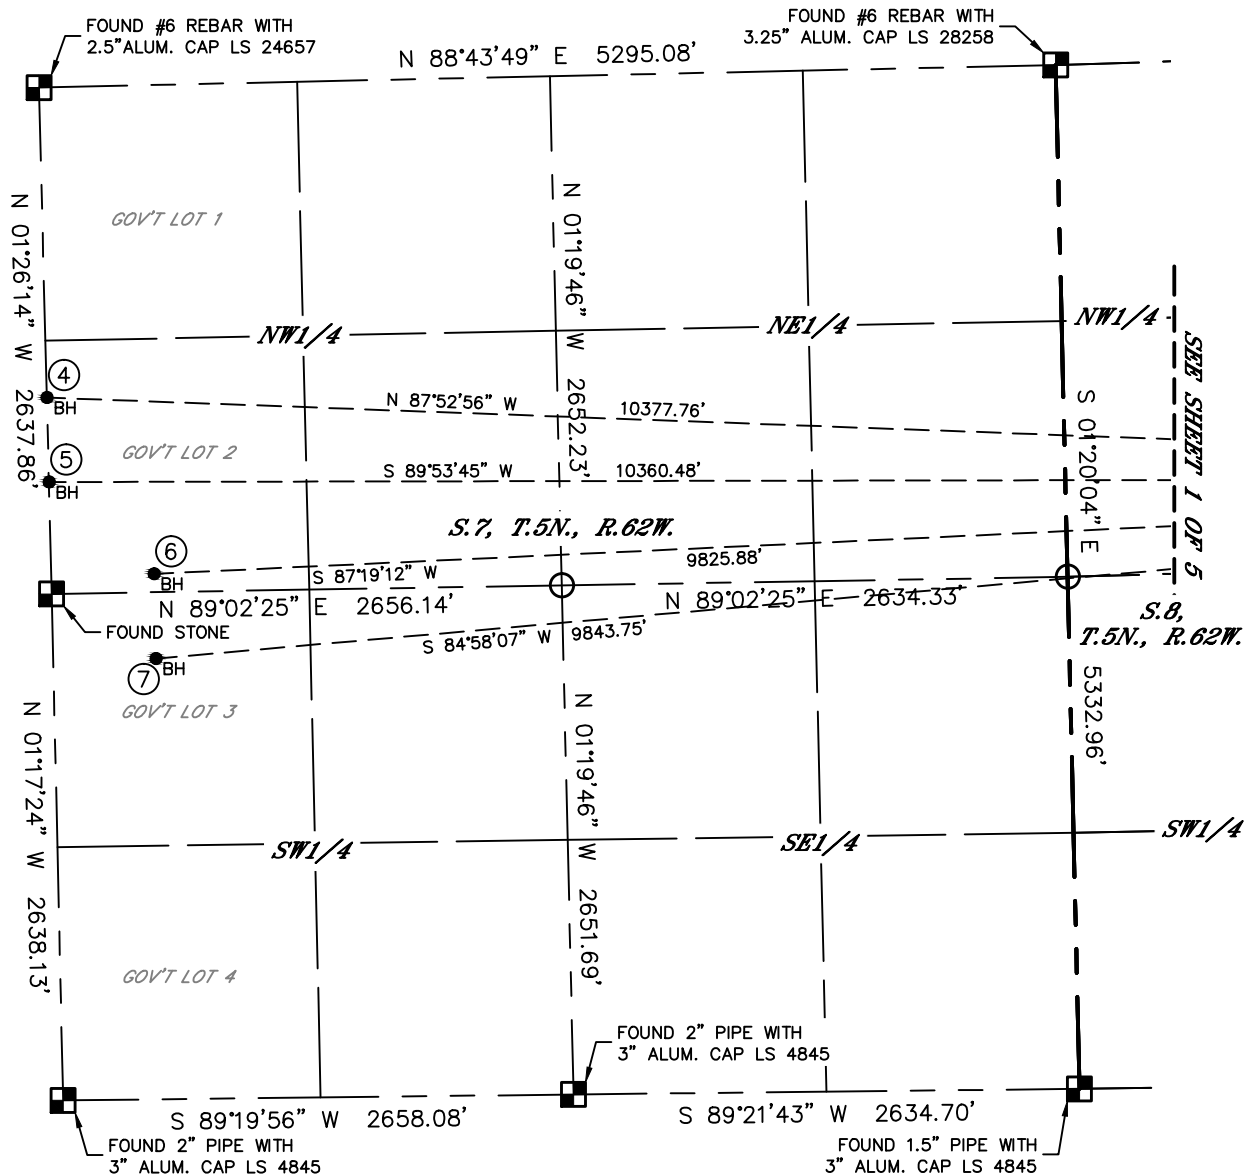 FOUND #6 REBAR WITH
2.5" ALUM. CAP LS 24657
FOUND #6 REBAR WITH
3.25" ALUM. CAP LS 28258
N 88°43'49" E 5295.08'
N 01°26'14" W 2637.86'
GOV'T LOT 1
N 01°19'46" W 2652.23'
NW1/4
NE1/4
NW1/4
SEE SHEET 1 OF 5
4
BH
N 87°52'56" W 10377.76'
S 01°20'04" E 5332.96'
GOV'T LOT 2
5
BH
S 89°53'45" W 10360.48'
S.7, T.5N., R.62W.
6
BH
S 87°19'12" W 9825.88'
N 89°02'25" E 2656.14'
N 89°02'25" E 2634.33'
FOUND STONE
S.8,
T.5N., R.62W.
7
BH
S 84°58'07" W 9843.75'
GOV'T LOT 3
N 01°17'24" W 2638.13'
N 01°19'46" W 2651.69'
SW1/4
SE1/4
SW1/4
GOV'T LOT 4
FOUND 2" PIPE WITH
3" ALUM. CAP LS 4845
S 89°19'56" W 2658.08'
S 89°21'43" W 2634.70'
FOUND 2" PIPE WITH
3" ALUM. CAP LS 4845
FOUND 1.5" PIPE WITH
3" ALUM. CAP LS 4845